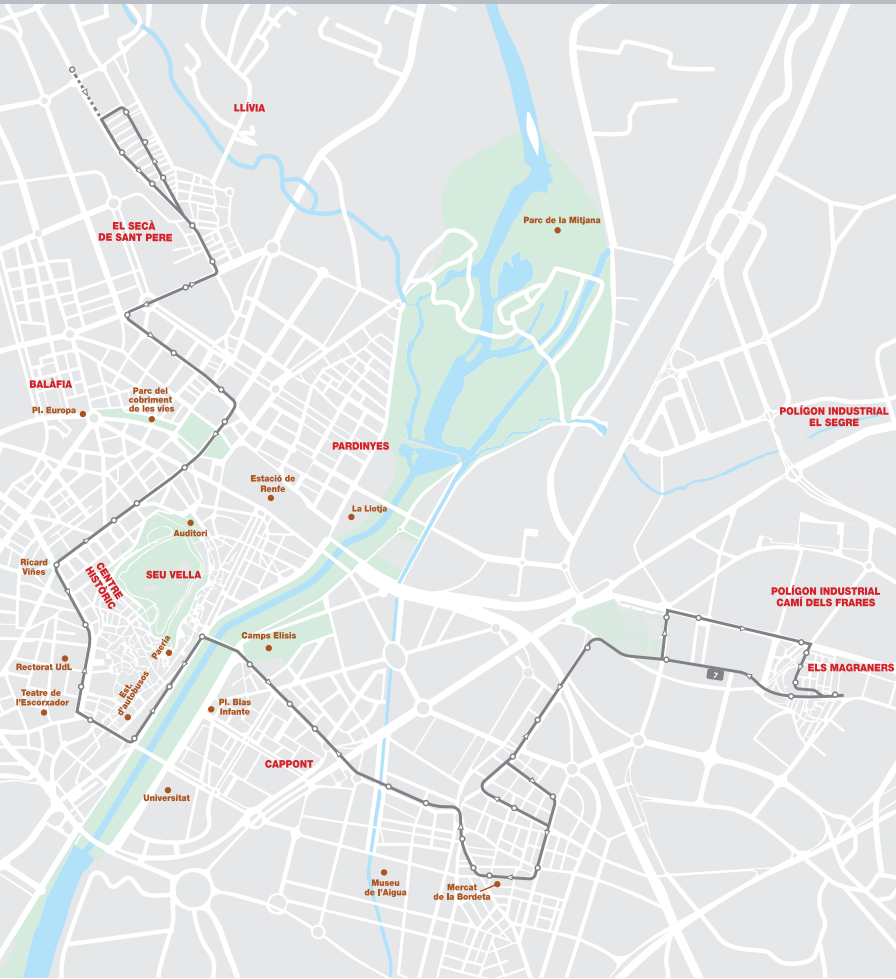 LLÍVIA
Parc de la Mitjana
EL SECÀ
DE SANT PERE
BALÀFIA
Parc del
cobriment
de les vies
Pl. Europa
POLÍGON INDUSTRIAL
EL SEGRE
PARDINYES
Estació de
Renfe
La Llotja
Auditori
Ricard
Viñes
CENTRE
HISTÒRIC
SEU VELLA
POLÍGON INDUSTRIAL
CAMÍ DELS FRARES
Camps Elisis
Paeria
Rectorat UdL
ELS MAGRANERS
7
Teatre de
l'Escorxador
Est.
d'autobusos
Pl. Blas
Infante
CAPPONT
Universitat
Museu
de l'Aigua
Mercat
de la Bordeta